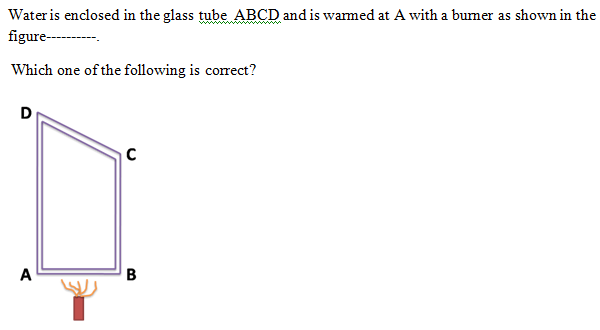 Water is enclosed in the glass tube ABCD and is warmed at A with a burner as shown in the
figure----------.
Which one of the following is correct?
D
C
A
B